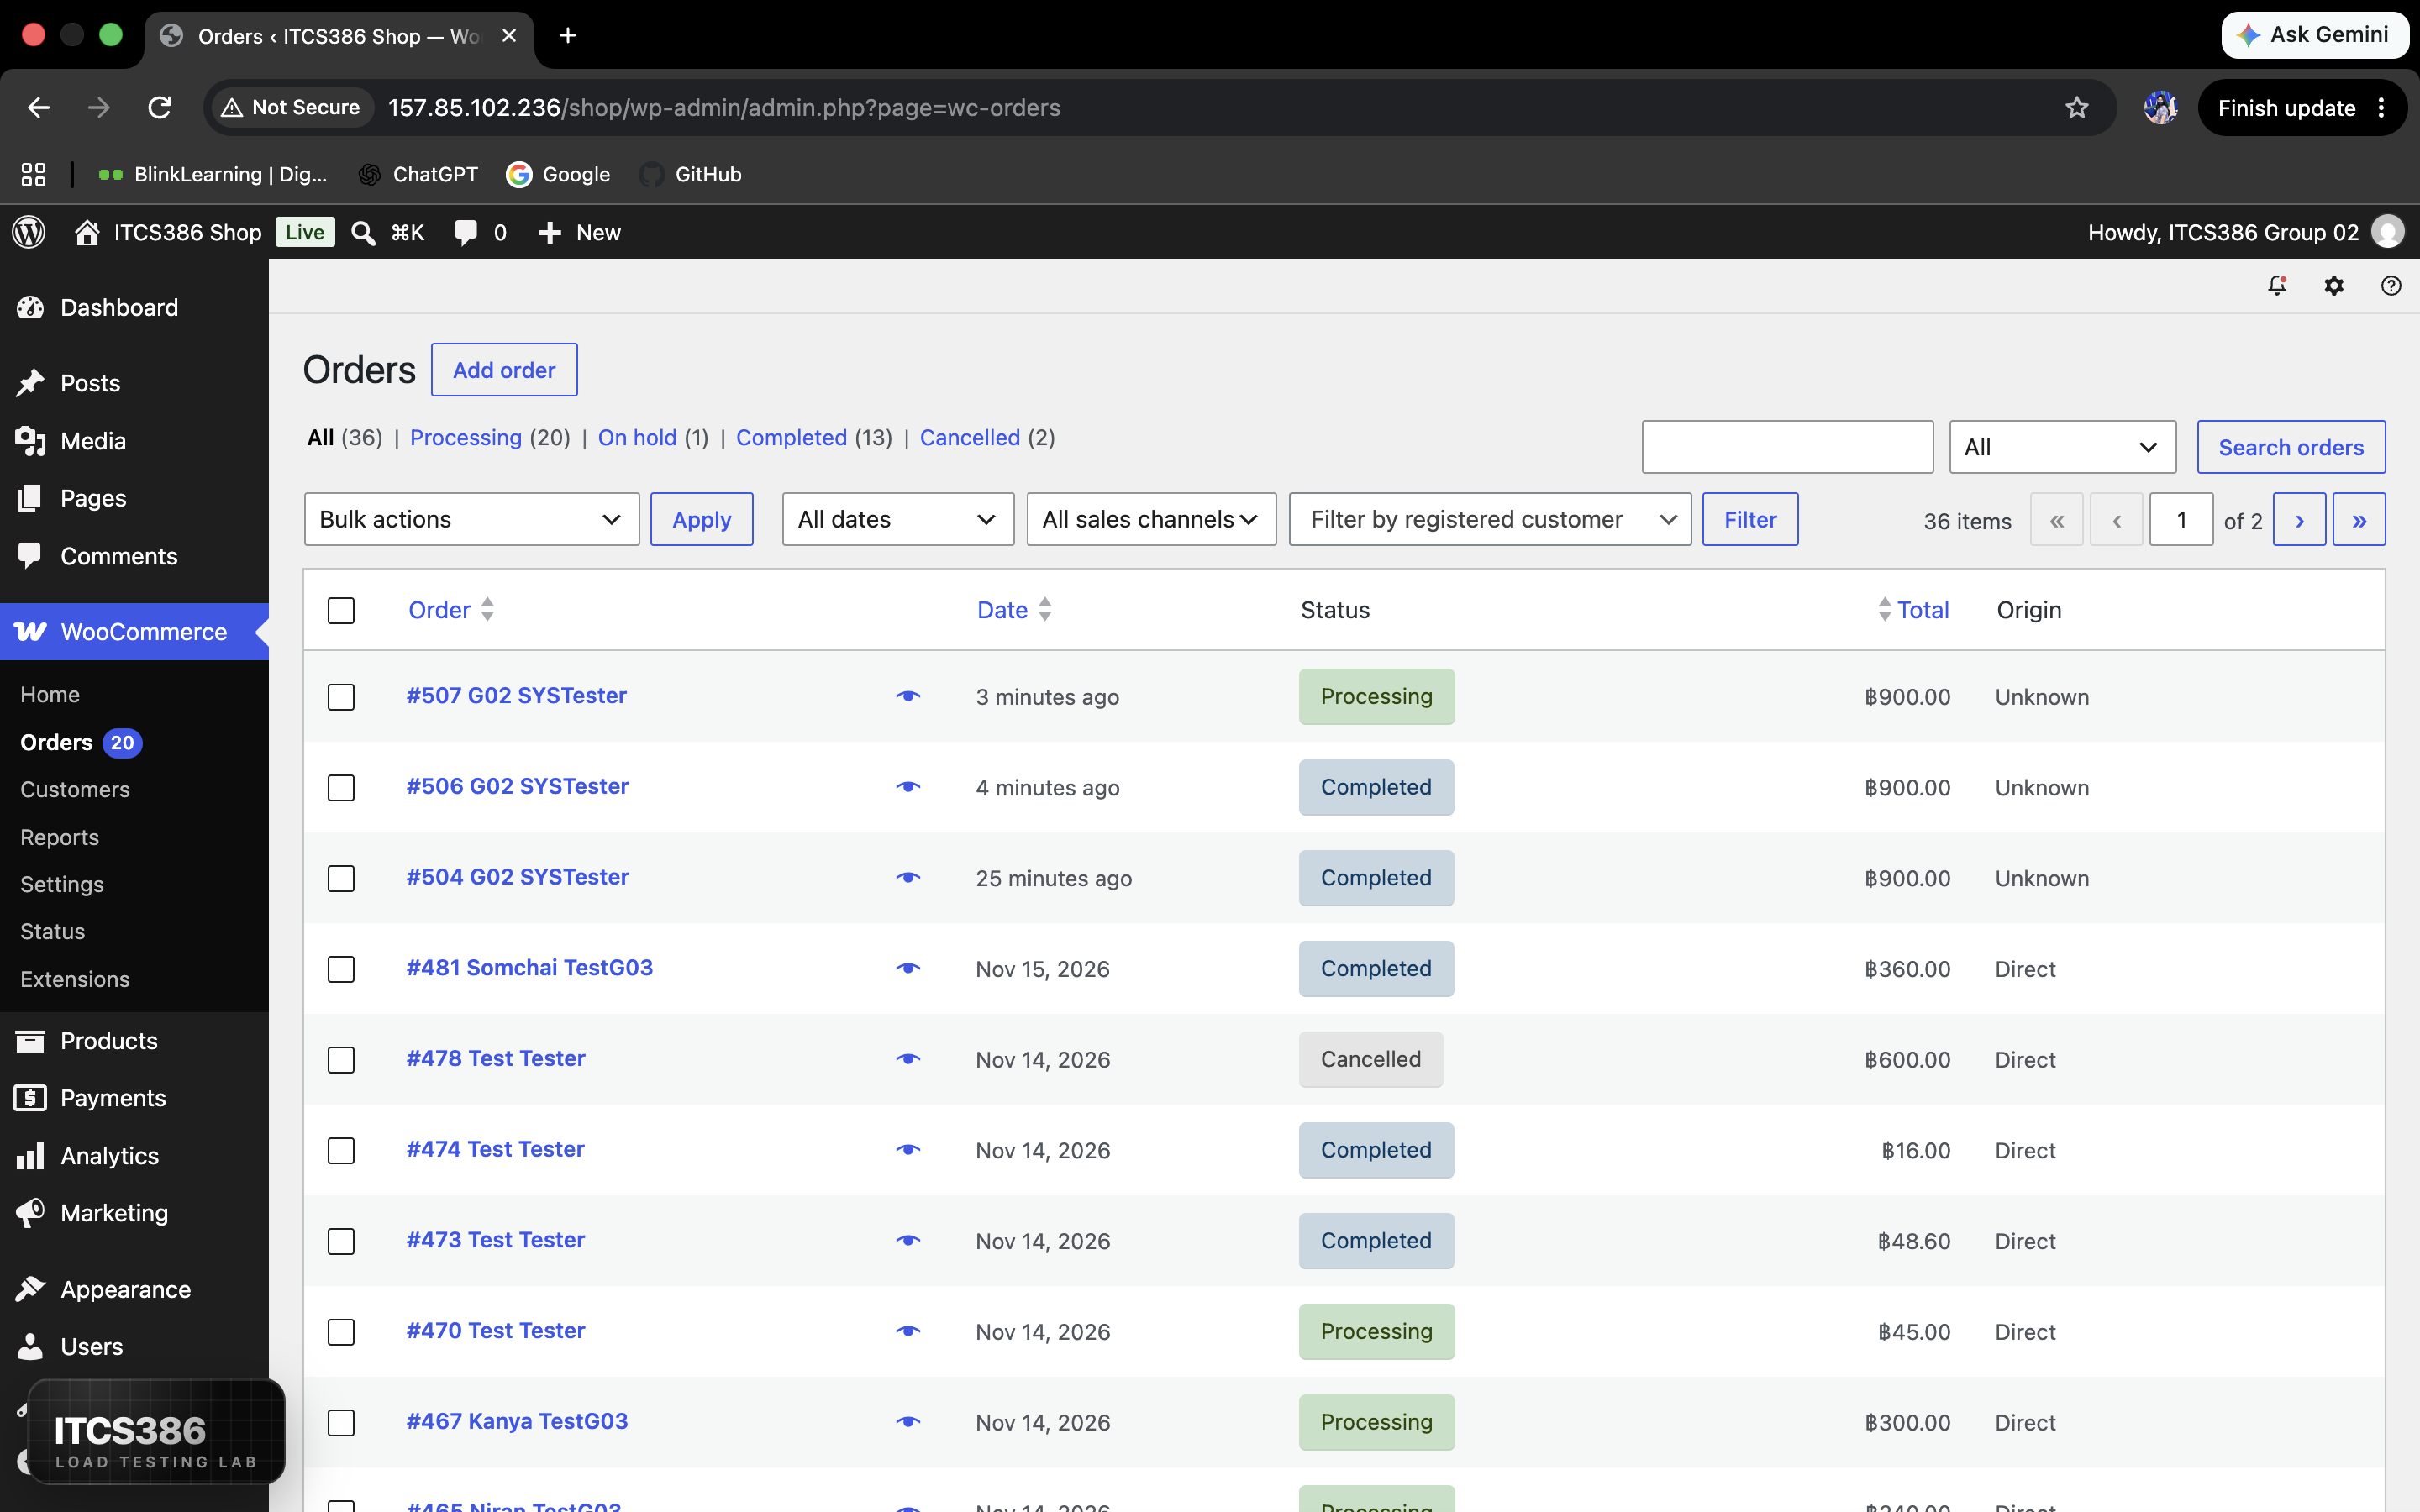 Orders ‹ ITCS386 Shop — Wo
Ask Gemini
Not Secure 157.85.102.236/shop/wp-admin/admin.php?page=wc-orders
Finish update
BlinkLearning | Dig... ChatGPT Google GitHub
ITCS386 Shop Live ⌘K 0 + New
Howdy, ITCS386 Group 02
Dashboard
Posts
Media
Pages
Comments
WooCommerce
Home
Orders 20
Customers
Reports
Settings
Status
Extensions
Products
Payments
Analytics
Marketing
Appearance
Users
ITCS386
LOAD TESTING LAB
Orders Add order
All (36) | Processing (20) | On hold (1) | Completed (13) | Cancelled (2)
All Search orders
Bulk actions Apply All dates All sales channels Filter by registered customer Filter 36 items « ‹ 1 of 2 › »
Order Date Status Total Origin
#507 G02 SYSTester 3 minutes ago Processing ฿900.00 Unknown
#506 G02 SYSTester 4 minutes ago Completed ฿900.00 Unknown
#504 G02 SYSTester 25 minutes ago Completed ฿900.00 Unknown
#481 Somchai TestG03 Nov 15, 2026 Completed ฿360.00 Direct
#478 Test Tester Nov 14, 2026 Cancelled ฿600.00 Direct
#474 Test Tester Nov 14, 2026 Completed ฿16.00 Direct
#473 Test Tester Nov 14, 2026 Completed ฿48.60 Direct
#470 Test Tester Nov 14, 2026 Processing ฿45.00 Direct
#467 Kanya TestG03 Nov 14, 2026 Processing ฿300.00 Direct
#465 Niran TestG03 Nov 14, 2026 Processing ฿240.00 Direct